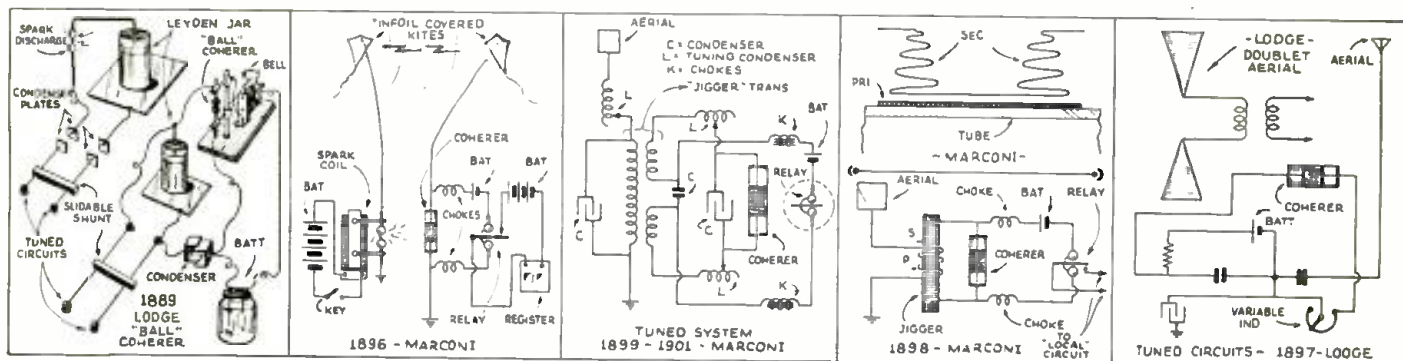 SPARK
DISCHARGE
LEYDEN JAR
"BALL"
COHERER
BELL
CONDENSER
PLATES
SLIDABLE
SHUNT
TUNED
CIRCUITS
CONDENSER
BATT
1889
LODGE
"BALL"
COHERER
"INFOIL COVERED
KITES
COHERER
SPARK
COIL
BAT
BAT
BAT
CHOKES
KEY
RELAY
REGISTER
1896 - MARCONI
AERIAL
C = CONDENSER
L = TUNING CONDENSER
K = CHOKES
"JIGGER" TRANS
L
L
K
BAT
RELAY
C
C
C
COHERER
L
K
TUNED SYSTEM
1899 - 1901 - MARCONI
SEC
PRI
TUBE
- MARCONI -
AERIAL
CHOKE
BAT
RELAY
S
P
COHERER
JIGGER
CHOKE
TO
"LOCAL"
CIRCUIT
1898 - MARCONI
- LODGE -
DOUBLET
AERIAL
AERIAL
COHERER
BATT
VARIABLE
IND
TUNED CIRCUITS - 1897 - LODGE